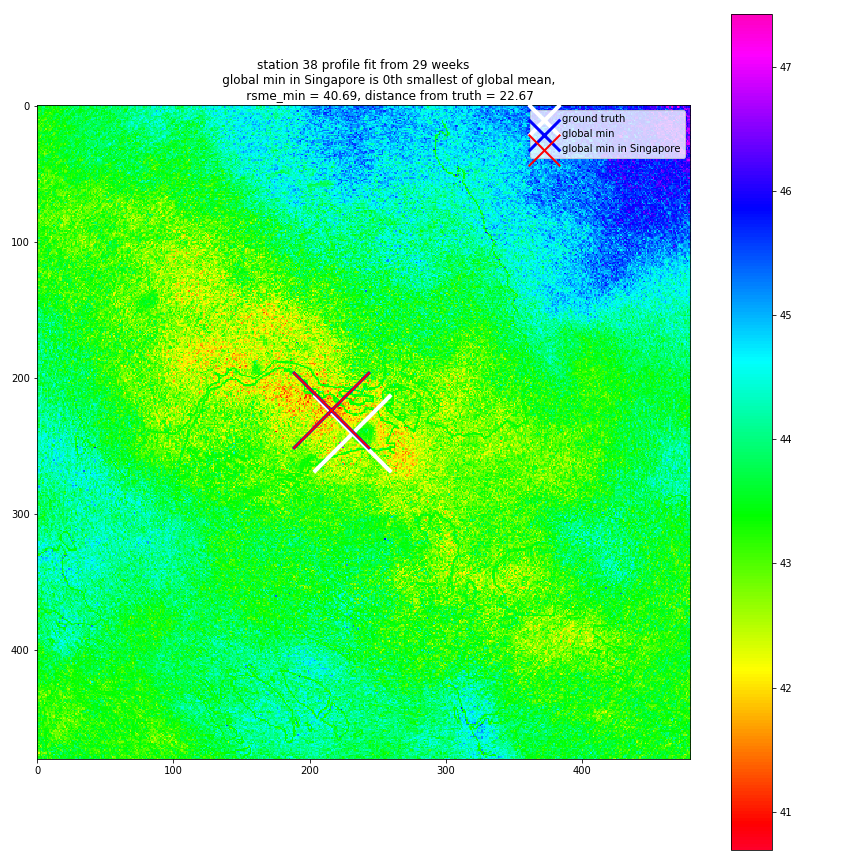 station 38 profile fit from 29 weeks
global min in Singapore is 0th smallest of global mean,
rsme_min = 40.69, distance from truth = 22.67
ground truth
global min
global min in Singapore
0
100
200
300
400
0
100
200
300
400
47
46
45
44
43
42
41